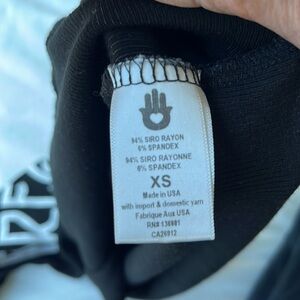 94% SIRO RAYON
6% SPANDEX
94% SIRO RAYONNE
6% SPANDEX
XS
Made in USA
with import & domestic yarn
Fabrique Aux USA
RN# 136981
CA26912